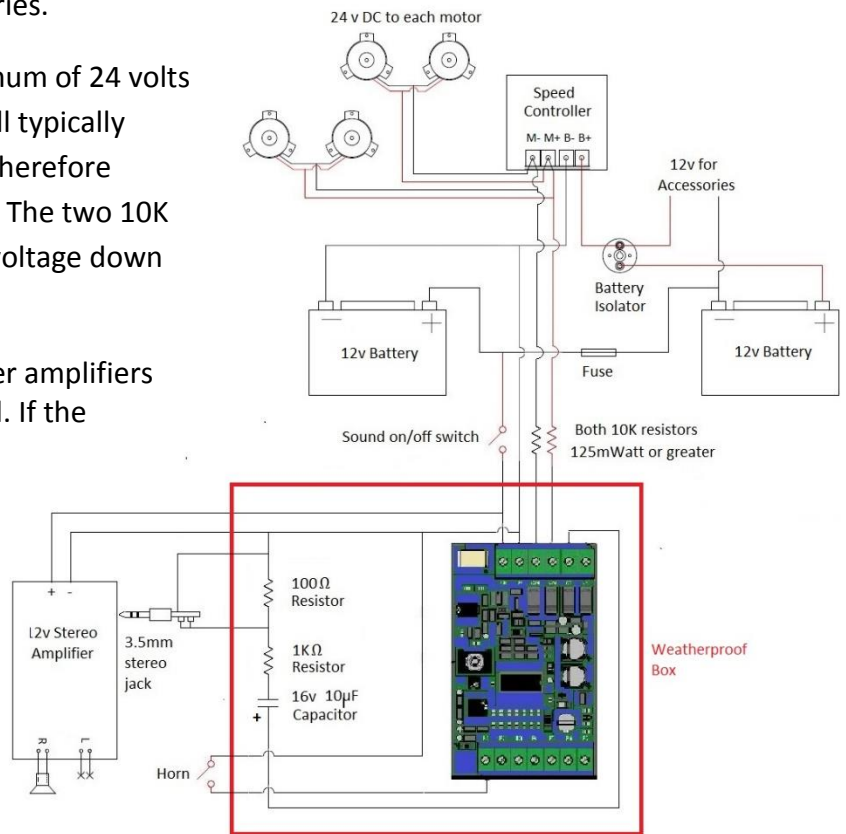 ries.
num of 24 volts
ll typically
herefore
The two 10K
voltage down
er amplifiers
l. If the
24 v DC to each motor
Speed
Controller
M- M+ B- B+
12v for
Accessories
Battery
Isolator
12v Battery
Fuse
12v Battery
Sound on/off switch
Both 10K resistors
125mWatt or greater
100Ω
Resistor
1KΩ
Resistor
16v 10µF
Capacitor
+
+ -
12v Stereo
Amplifier
3.5mm
stereo
jack
R L
Horn
Weatherproof
Box